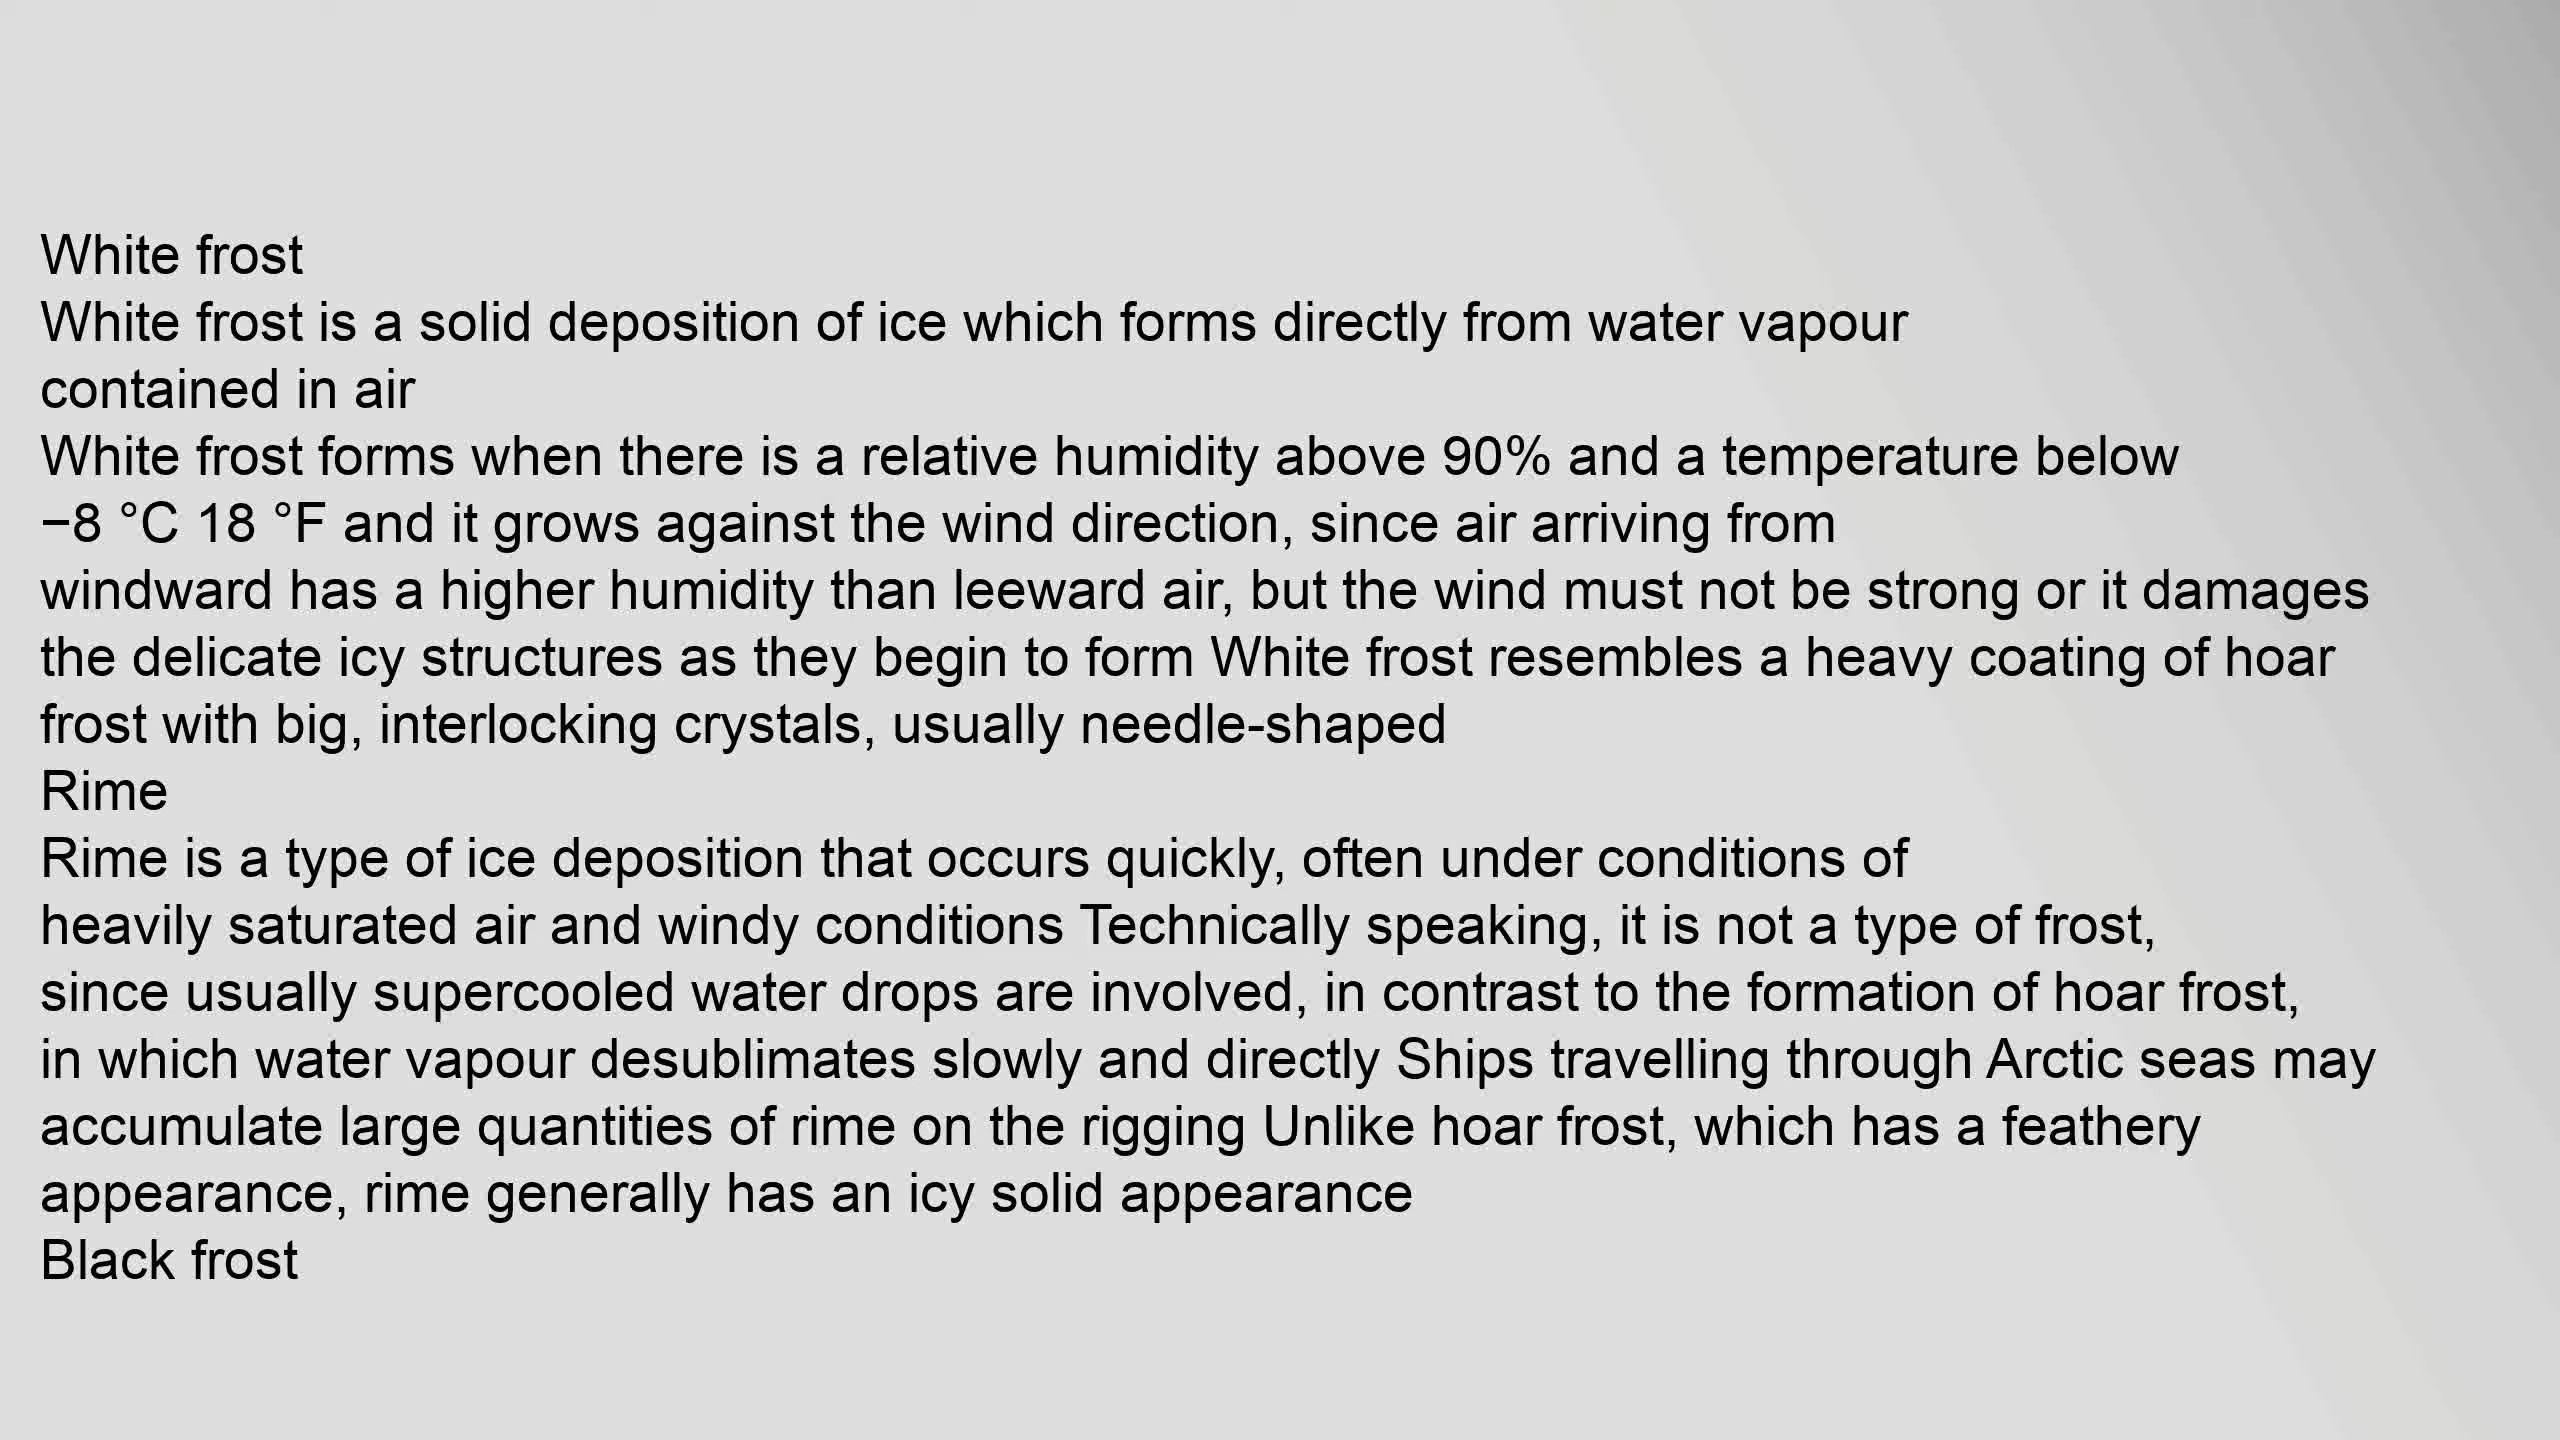 White frost
White frost is a solid deposition of ice which forms directly from water vapour
contained in air
White frost forms when there is a relative humidity above 90% and a temperature below
−8 °C 18 °F and it grows against the wind direction, since air arriving from
windward has a higher humidity than leeward air, but the wind must not be strong or it damages
the delicate icy structures as they begin to form White frost resembles a heavy coating of hoar
frost with big, interlocking crystals, usually needle-shaped
Rime
Rime is a type of ice deposition that occurs quickly, often under conditions of
heavily saturated air and windy conditions Technically speaking, it is not a type of frost,
since usually supercooled water drops are involved, in contrast to the formation of hoar frost,
in which water vapour desublimates slowly and directly Ships travelling through Arctic seas may
accumulate large quantities of rime on the rigging Unlike hoar frost, which has a feathery
appearance, rime generally has an icy solid appearance
Black frost